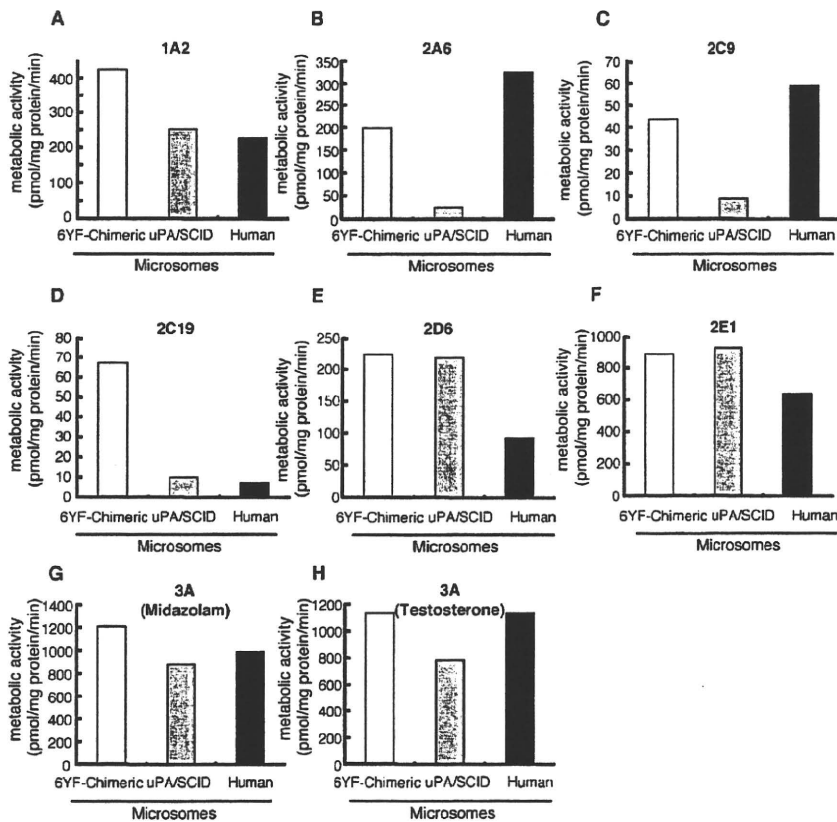 A
1A2
metabolic activity
(pmol/mg protein/min)
400
300
200
100
0
6YF-Chimeric uPA/SCID Human
Microsomes
B
2A6
metabolic activity
(pmol/mg protein/min)
350
300
250
200
150
100
50
0
6YF-Chimeric uPA/SCID Human
Microsomes
C
2C9
metabolic activity
(pmol/mg protein/min)
70
60
50
40
30
20
10
0
6YF-Chimeric uPA/SCID Human
Microsomes
D
2C19
metabolic activity
(pmol/mg protein/min)
80
70
60
50
40
30
20
10
0
6YF-Chimeric uPA/SCID Human
Microsomes
E
2D6
metabolic activity
(pmol/mg protein/min)
250
200
150
100
50
0
6YF-Chimeric uPA/SCID Human
Microsomes
F
2E1
metabolic activity
(pmol/mg protein/min)
1000
800
600
400
200
0
6YF-Chimeric uPA/SCID Human
Microsomes
G
3A
(Midazolam)
metabolic activity
(pmol/mg protein/min)
1400
1200
1000
800
600
400
200
0
6YF-Chimeric uPA/SCID Human
Microsomes
H
3A
(Testosterone)
metabolic activity
(pmol/mg protein/min)
1200
1000
800
600
400
200
0
6YF-Chimeric uPA/SCID Human
Microsomes